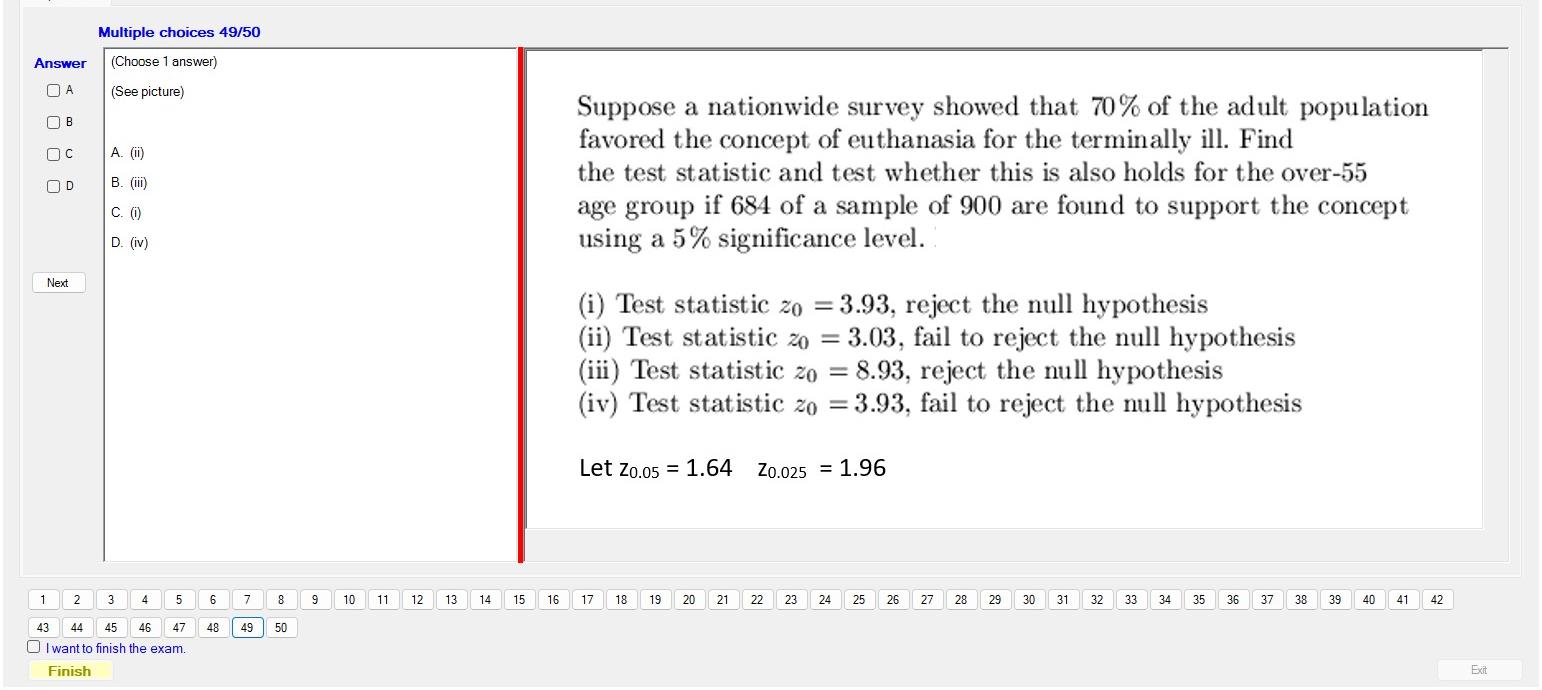 Multiple choices 49/50
Answer
A
B
C
D
Next
(Choose 1 answer)
(See picture)
A. (ii)
B. (iii)
C. (i)
D. (iv)
Suppose a nationwide survey showed that 70% of the adult population
favored the concept of euthanasia for the terminally ill. Find
the test statistic and test whether this is also holds for the over-55
age group if 684 of a sample of 900 are found to support the concept
using a 5% significance level.
(i) Test statistic z0 = 3.93, reject the null hypothesis
(ii) Test statistic z0 = 3.03, fail to reject the null hypothesis
(iii) Test statistic z0 = 8.93, reject the null hypothesis
(iv) Test statistic z0 = 3.93, fail to reject the null hypothesis
Let z0.05 = 1.64 z0.025 = 1.96
1 2 3 4 5 6 7 8 9 10 11 12 13 14 15 16 17 18 19 20 21 22 23 24 25 26 27 28 29 30 31 32 33 34 35 36 37 38 39 40 41 42
43 44 45 46 47 48 49 50
I want to finish the exam.
Finish
Exit